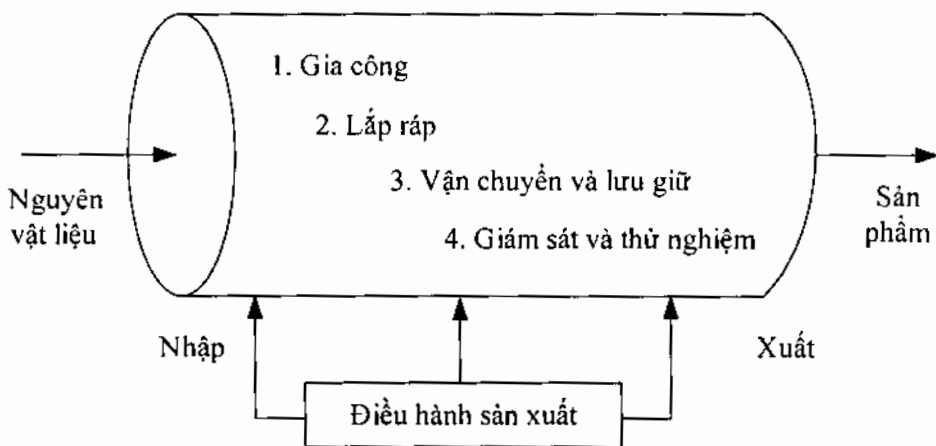 1. Gia công
2. Lắp ráp
3. Vận chuyển và lưu giữ
4. Giám sát và thử nghiệm
Nguyên
vật liệu
Sản
phẩm
Nhập
Xuất
Điều hành sản xuất